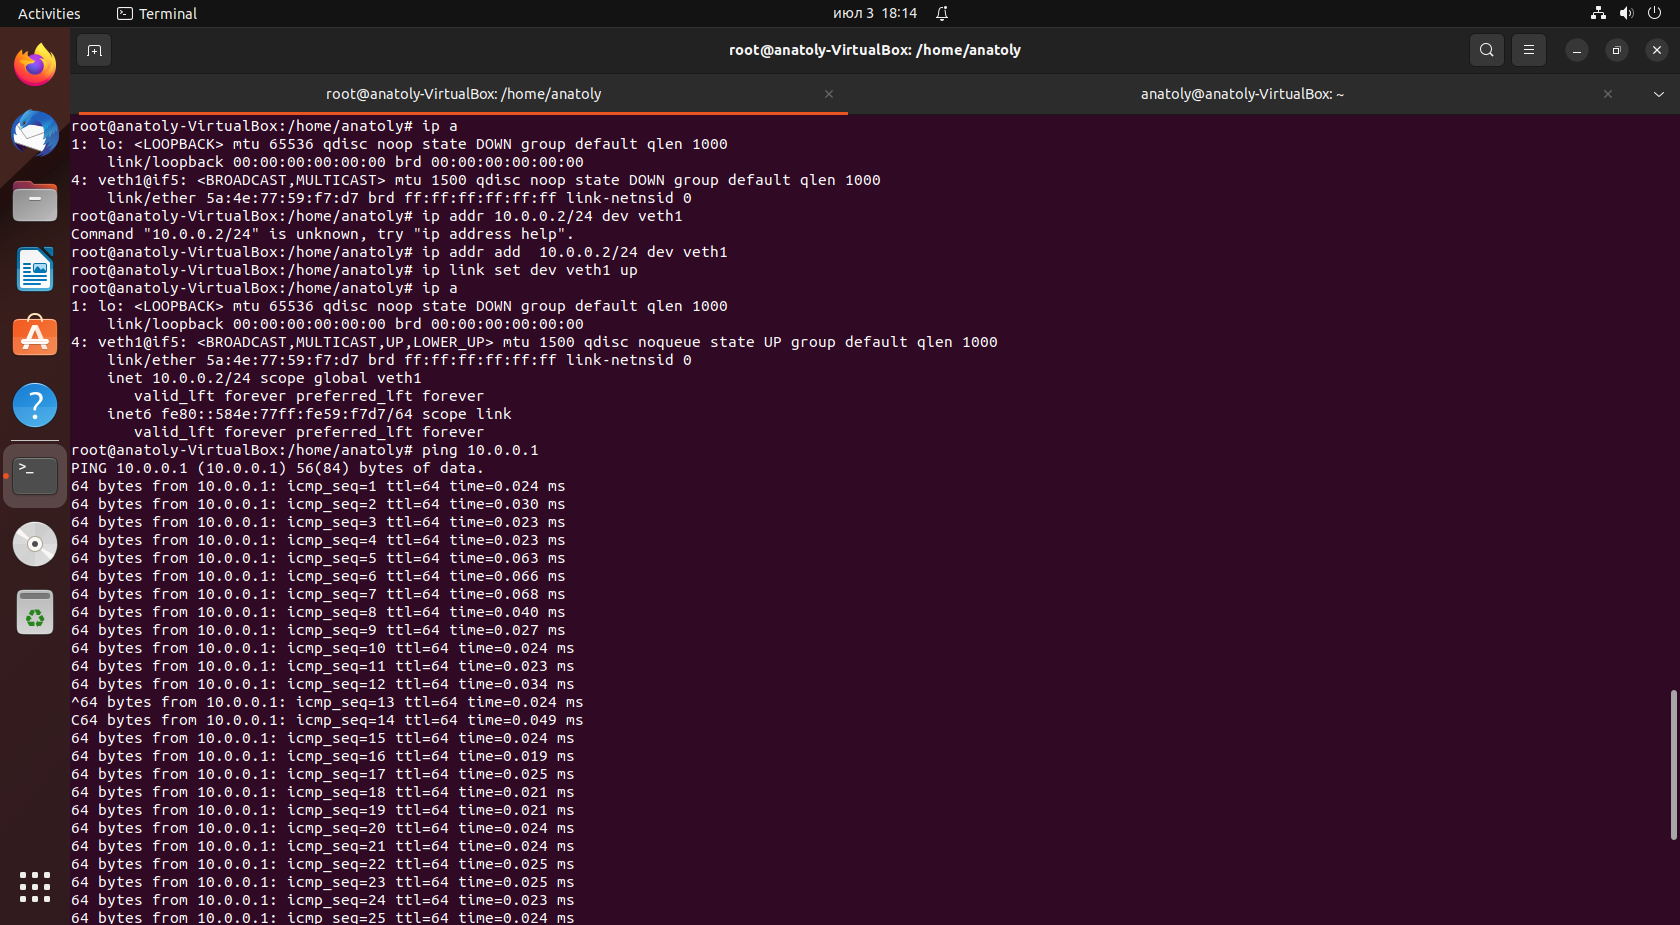 Activities
Terminal
июл 3 18:14
root@anatoly-VirtualBox: /home/anatoly
root@anatoly-VirtualBox: /home/anatoly
anatoly@anatoly-VirtualBox: ~
root@anatoly-VirtualBox:/home/anatoly# ip a
1: lo: <LOOPBACK> mtu 65536 qdisc noop state DOWN group default qlen 1000
    link/loopback 00:00:00:00:00:00 brd 00:00:00:00:00:00
4: veth1@if5: <BROADCAST,MULTICAST> mtu 1500 qdisc noop state DOWN group default qlen 1000
    link/ether 5a:4e:77:59:f7:d7 brd ff:ff:ff:ff:ff:ff link-netnsid 0
root@anatoly-VirtualBox:/home/anatoly# ip addr 10.0.0.2/24 dev veth1
Command "10.0.0.2/24" is unknown, try "ip address help".
root@anatoly-VirtualBox:/home/anatoly# ip addr add  10.0.0.2/24 dev veth1
root@anatoly-VirtualBox:/home/anatoly# ip link set dev veth1 up
root@anatoly-VirtualBox:/home/anatoly# ip a
1: lo: <LOOPBACK> mtu 65536 qdisc noop state DOWN group default qlen 1000
    link/loopback 00:00:00:00:00:00 brd 00:00:00:00:00:00
4: veth1@if5: <BROADCAST,MULTICAST,UP,LOWER_UP> mtu 1500 qdisc noqueue state UP group default qlen 1000
    link/ether 5a:4e:77:59:f7:d7 brd ff:ff:ff:ff:ff:ff link-netnsid 0
    inet 10.0.0.2/24 scope global veth1
       valid_lft forever preferred_lft forever
    inet6 fe80::584e:77ff:fe59:f7d7/64 scope link
       valid_lft forever preferred_lft forever
root@anatoly-VirtualBox:/home/anatoly# ping 10.0.0.1
PING 10.0.0.1 (10.0.0.1) 56(84) bytes of data.
64 bytes from 10.0.0.1: icmp_seq=1 ttl=64 time=0.024 ms
64 bytes from 10.0.0.1: icmp_seq=2 ttl=64 time=0.030 ms
64 bytes from 10.0.0.1: icmp_seq=3 ttl=64 time=0.023 ms
64 bytes from 10.0.0.1: icmp_seq=4 ttl=64 time=0.023 ms
64 bytes from 10.0.0.1: icmp_seq=5 ttl=64 time=0.063 ms
64 bytes from 10.0.0.1: icmp_seq=6 ttl=64 time=0.066 ms
64 bytes from 10.0.0.1: icmp_seq=7 ttl=64 time=0.068 ms
64 bytes from 10.0.0.1: icmp_seq=8 ttl=64 time=0.040 ms
64 bytes from 10.0.0.1: icmp_seq=9 ttl=64 time=0.027 ms
64 bytes from 10.0.0.1: icmp_seq=10 ttl=64 time=0.024 ms
64 bytes from 10.0.0.1: icmp_seq=11 ttl=64 time=0.023 ms
64 bytes from 10.0.0.1: icmp_seq=12 ttl=64 time=0.034 ms
^64 bytes from 10.0.0.1: icmp_seq=13 ttl=64 time=0.024 ms
C64 bytes from 10.0.0.1: icmp_seq=14 ttl=64 time=0.049 ms
64 bytes from 10.0.0.1: icmp_seq=15 ttl=64 time=0.024 ms
64 bytes from 10.0.0.1: icmp_seq=16 ttl=64 time=0.019 ms
64 bytes from 10.0.0.1: icmp_seq=17 ttl=64 time=0.025 ms
64 bytes from 10.0.0.1: icmp_seq=18 ttl=64 time=0.021 ms
64 bytes from 10.0.0.1: icmp_seq=19 ttl=64 time=0.021 ms
64 bytes from 10.0.0.1: icmp_seq=20 ttl=64 time=0.024 ms
64 bytes from 10.0.0.1: icmp_seq=21 ttl=64 time=0.024 ms
64 bytes from 10.0.0.1: icmp_seq=22 ttl=64 time=0.025 ms
64 bytes from 10.0.0.1: icmp_seq=23 ttl=64 time=0.025 ms
64 bytes from 10.0.0.1: icmp_seq=24 ttl=64 time=0.023 ms
64 bytes from 10.0.0.1: icmp_seq=25 ttl=64 time=0.024 ms